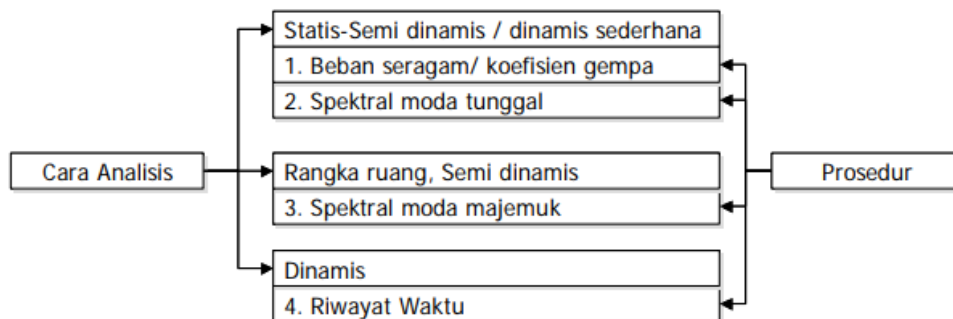 Statis-Semi dinamis / dinamis sederhana
1. Beban seragam/ koefisien gempa
2. Spektral moda tunggal
Cara Analisis
Rangka ruang, Semi dinamis
Prosedur
3. Spektral moda majemuk
Dinamis
4. Riwayat Waktu